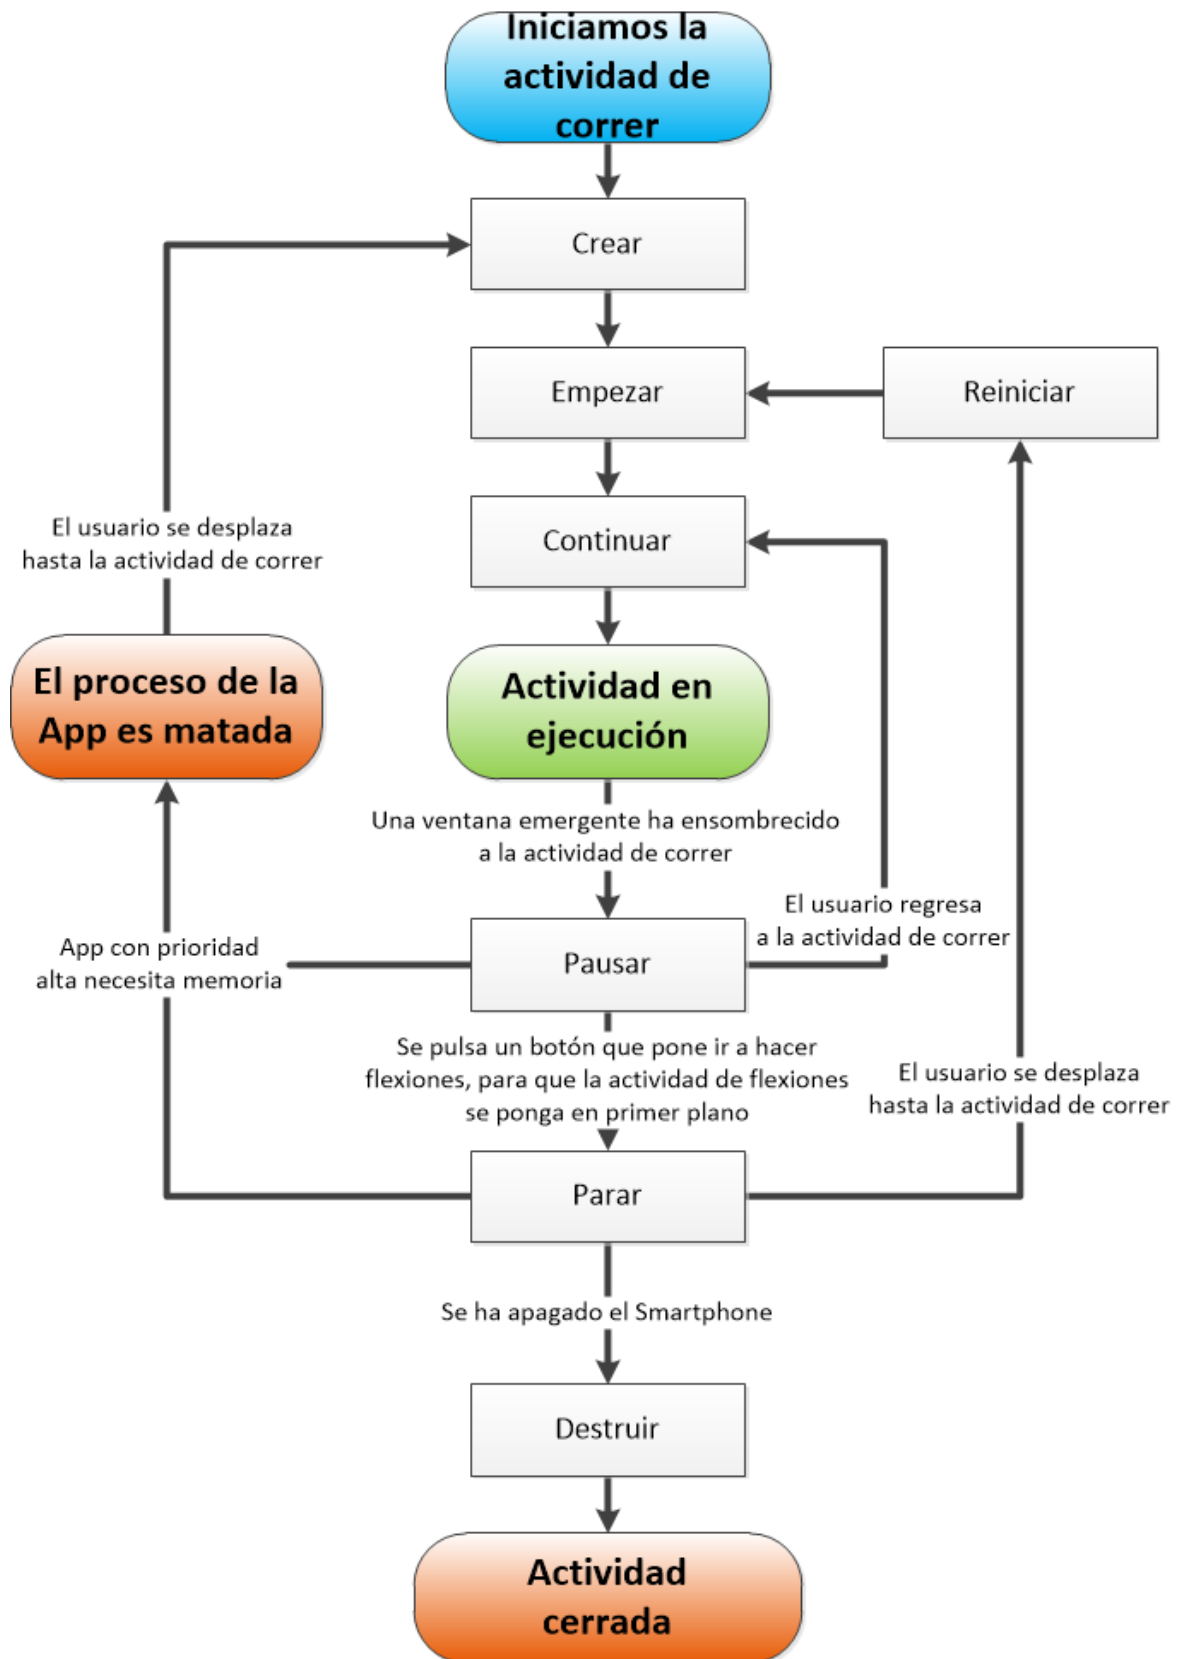 Iniciamos la
actividad de
correr
Crear
Empezar
Reiniciar
Continuar
El usuario se desplaza
hasta la actividad de correr
El proceso de la
App es matada
Actividad en
ejecución
Una ventana emergente ha ensombrecido
a la actividad de correr
El usuario regresa
a la actividad de correr
App con prioridad
alta necesita memoria
Pausar
Se pulsa un botón que pone ir a hacer
flexiones, para que la actividad de flexiones
se ponga en primer plano
El usuario se desplaza
hasta la actividad de correr
Parar
Se ha apagado el Smartphone
Destruir
Actividad
cerrada